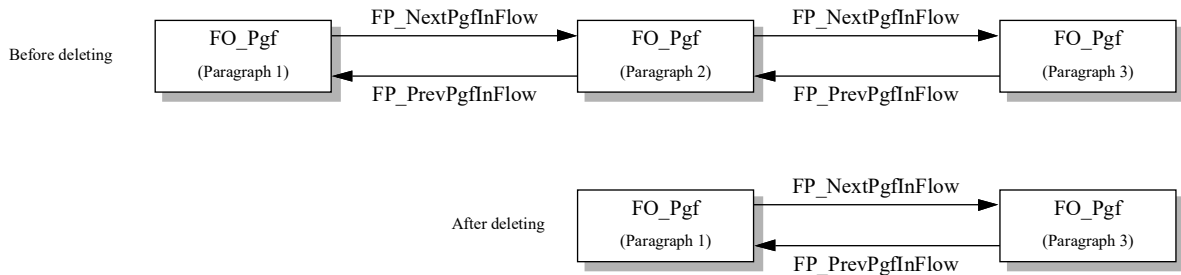 FP_NextPgfInFlow FP_NextPgfInFlow
Before deleting FO_Pgf FO_Pgf FO_Pgf
(Paragraph 1) (Paragraph 2) (Paragraph 3)
FP_PrevPgfInFlow FP_PrevPgfInFlow
FP_NextPgfInFlow
After deleting FO_Pgf FO_Pgf
(Paragraph 1) (Paragraph 3)
FP_PrevPgfInFlow